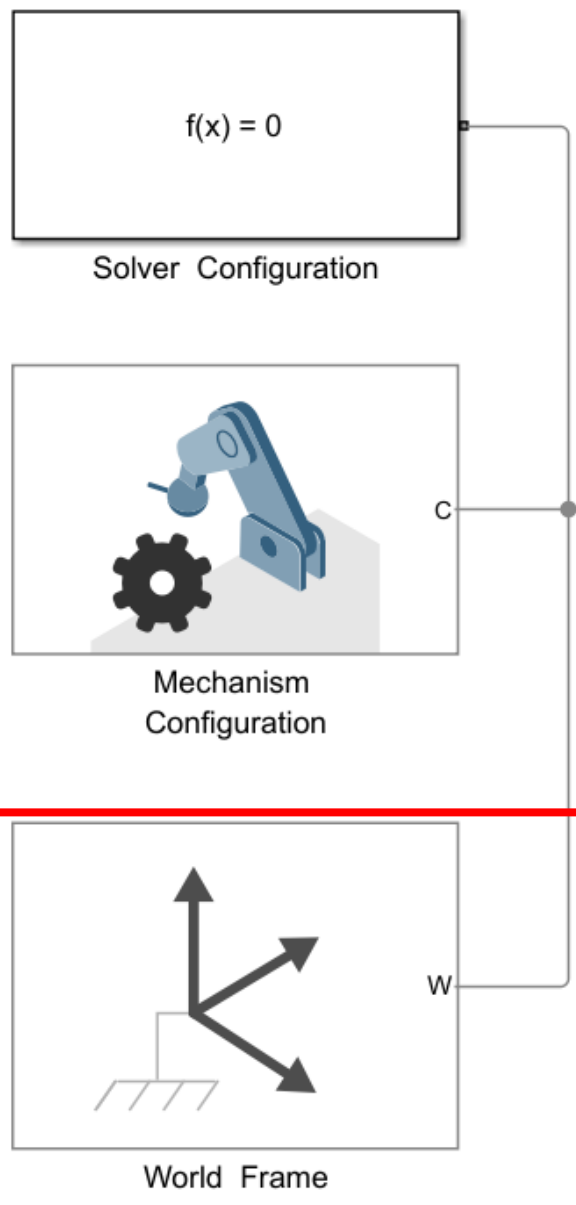 f(x) = 0
Solver Configuration
C
Mechanism
Configuration
W
World Frame